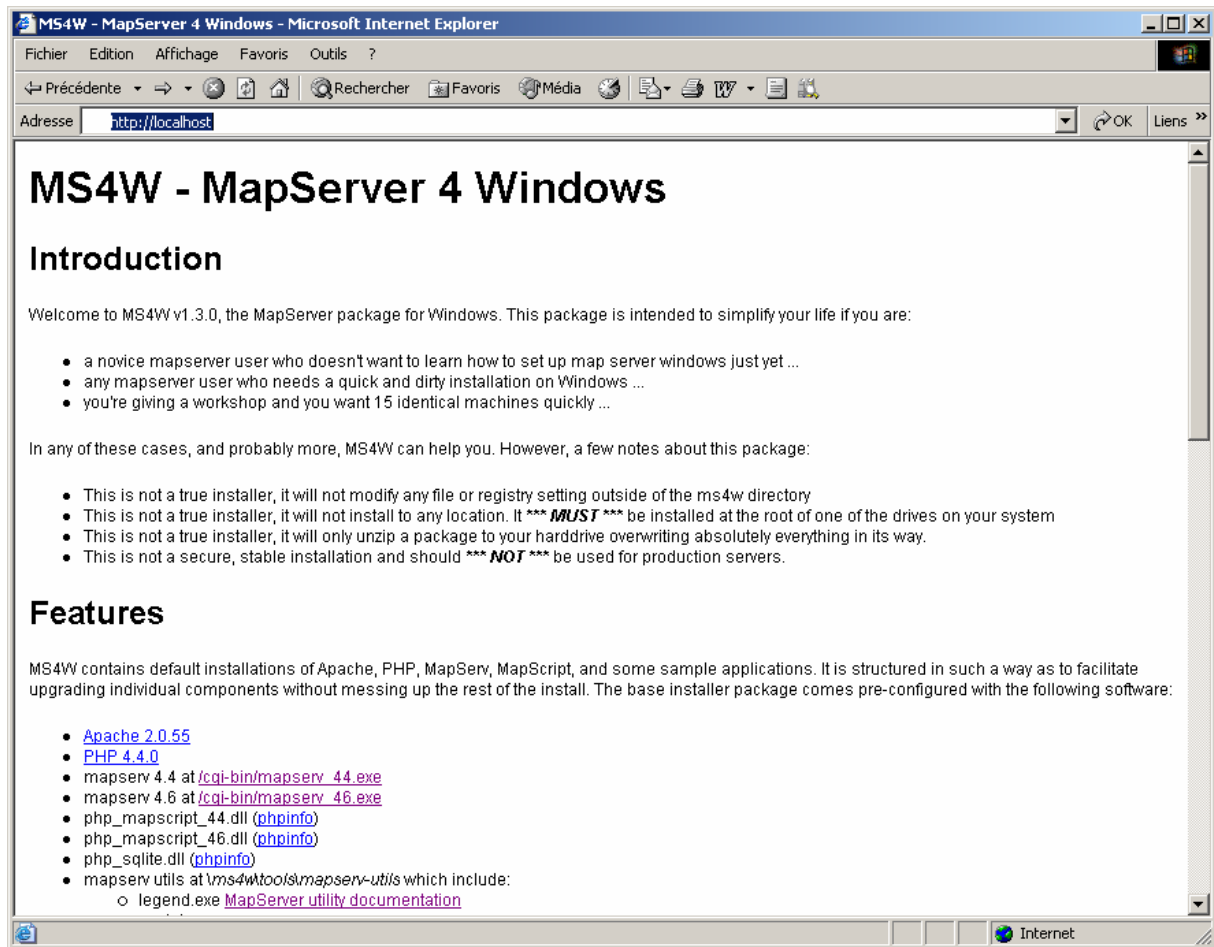 MS4W - MapServer 4 Windows - Microsoft Internet Explorer
Fichier Edition Affichage Favoris Outils ?
Précédente Rechercher Favoris Média
Adresse http://localhost OK Liens »
MS4W - MapServer 4 Windows
Introduction
Welcome to MS4W v1.3.0, the MapServer package for Windows. This package is intended to simplify your life if you are:
• a novice mapserver user who doesn't want to learn how to set up map server windows just yet ...
• any mapserver user who needs a quick and dirty installation on Windows ...
• you're giving a workshop and you want 15 identical machines quickly ...
In any of these cases, and probably more, MS4W can help you. However, a few notes about this package:
• This is not a true installer, it will not modify any file or registry setting outside of the ms4w directory
• This is not a true installer, it will not install to any location. It *** MUST *** be installed at the root of one of the drives on your system
• This is not a true installer, it will only unzip a package to your harddrive overwriting absolutely everything in its way.
• This is not a secure, stable installation and should *** NOT *** be used for production servers.
Features
MS4W contains default installations of Apache, PHP, MapServ, MapScript, and some sample applications. It is structured in such a way as to facilitate
upgrading individual components without messing up the rest of the install. The base installer package comes pre-configured with the following software:
• Apache 2.0.55
• PHP 4.4.0
• mapserv 4.4 at /cgi-bin/mapserv_44.exe
• mapserv 4.6 at /cgi-bin/mapserv_46.exe
• php_mapscript_44.dll (phpinfo)
• php_mapscript_46.dll (phpinfo)
• php_sqlite.dll (phpinfo)
• mapserv utils at \ms4w\tools\mapserv-utils which include:
o legend.exe MapServer utility documentation
Internet